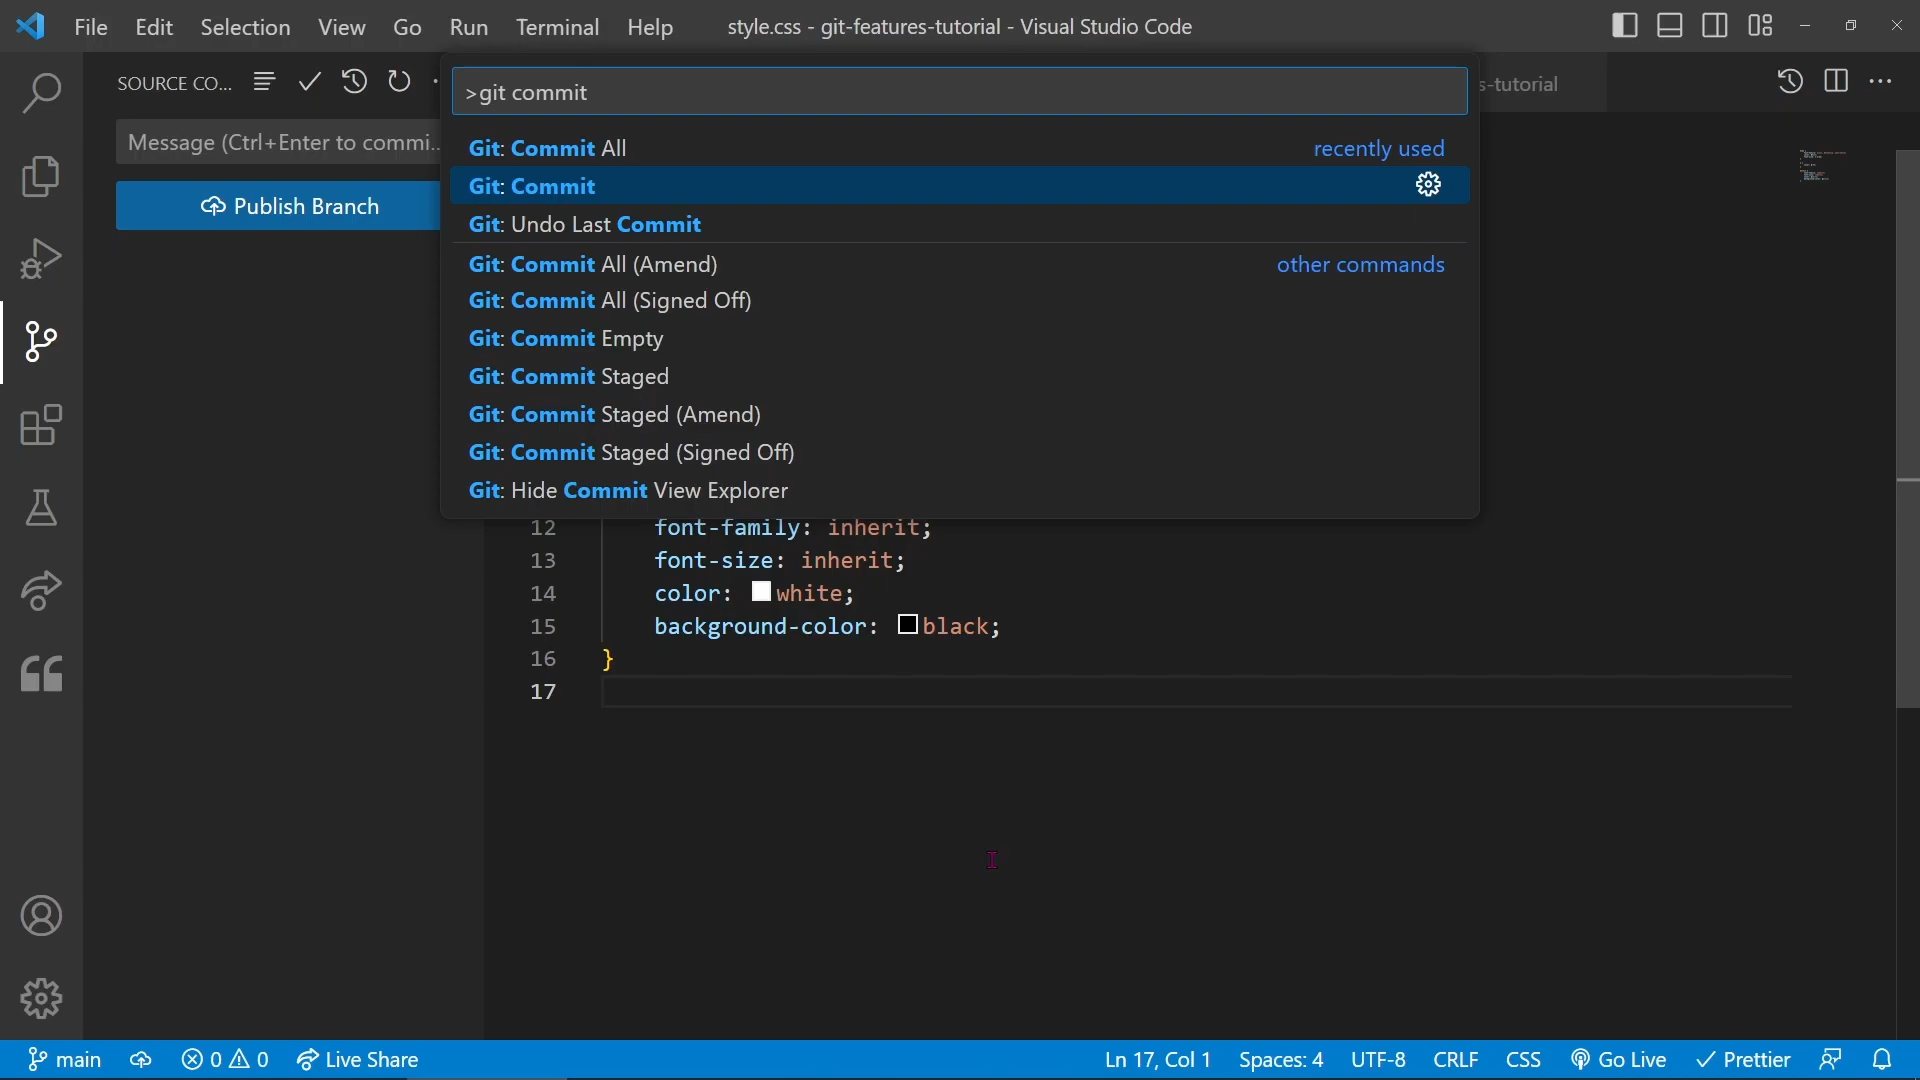 File Edit Selection View Go Run Terminal Help style.css - git-features-tutorial - Visual Studio Code
SOURCE CO...
>git commit
s-tutorial
Message (Ctrl+Enter to commi...
Publish Branch
Git: Commit All recently used
Git: Commit
Git: Undo Last Commit
Git: Commit All (Amend) other commands
Git: Commit All (Signed Off)
Git: Commit Empty
Git: Commit Staged
Git: Commit Staged (Amend)
Git: Commit Staged (Signed Off)
Git: Hide Commit View Explorer
12 font-family: inherit;
13 font-size: inherit;
14 color: white;
15 background-color: black;
16 }
17
main 0 0 Live Share Ln 17, Col 1 Spaces: 4 UTF-8 CRLF CSS Go Live Prettier